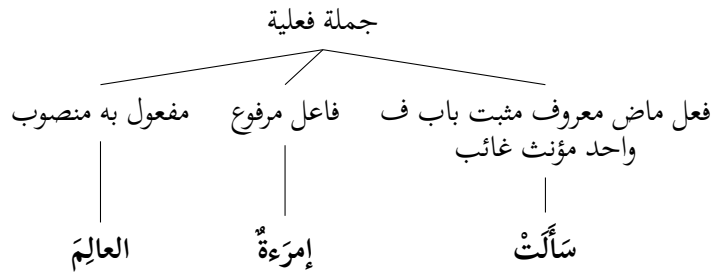 جملة فعلية
فعل ماض معروف مثبت باب ف
واحد مؤنث غائب
فاعل مرفوع
مفعول به منصوب
سَأَلَتْ
إمرَءةٌ
العالِمَ